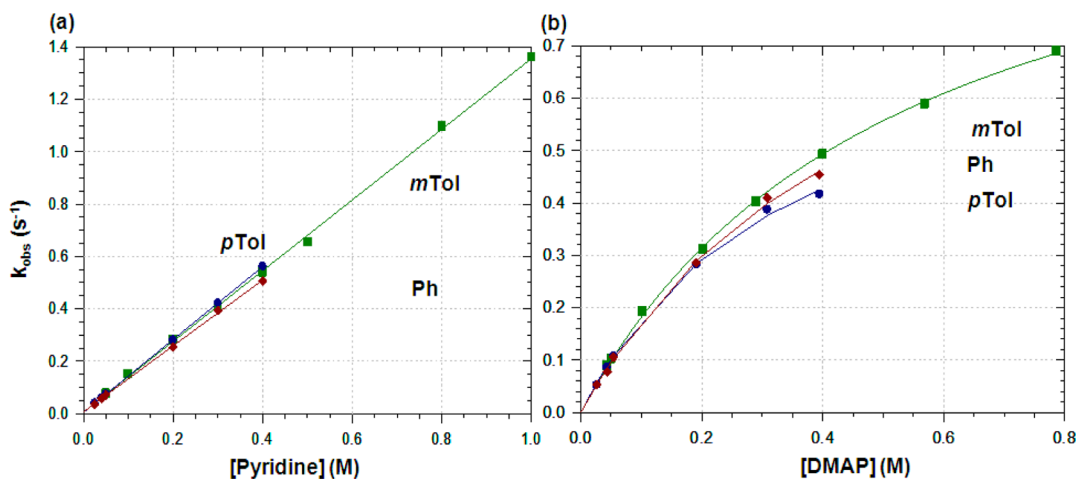 (a)
1.4
1.2
1.0
0.8
0.6
0.4
0.2
0.0
k_obs (s⁻¹)
mTol
pTol
Ph
0.0 0.2 0.4 0.6 0.8 1.0
[Pyridine] (M)
(b)
0.7
0.6
0.5
0.4
0.3
0.2
0.1
0.0
mTol
Ph
pTol
0.0 0.2 0.4 0.6 0.8
[DMAP] (M)